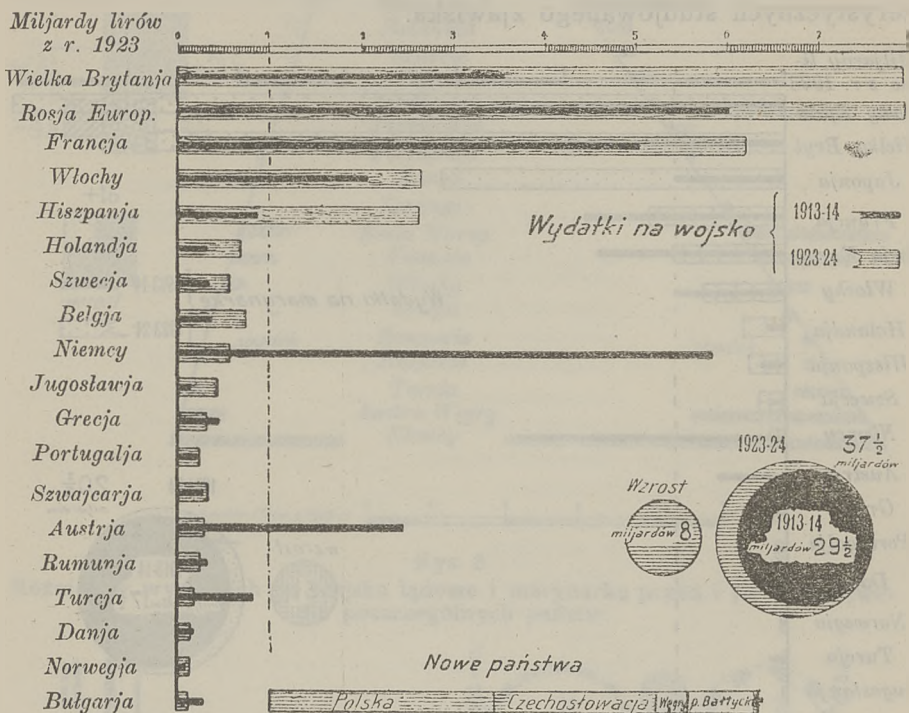 Miljardy lirów
z r. 1923
0 1 2 3 4 5 6 7
Wielka Brytanja
Rosja Europ.
Francja
Włochy
Hiszpanja
Holandja
Szwecja
Belgja
Niemcy
Jugosławja
Grecja
Portugalja
Szwajcarja
Austrja
Rumunja
Turcja
Danja
Norwegja
Bułgarja
Wydatki na wojsko
1913-14
1923-24
Wzrost
miljardów 8
1923-24
37½
miljardów
1913-14
miljardów 29½
Nowe państwa
Polska
Czechosłowacja
Węgry
p. Bałtyckie